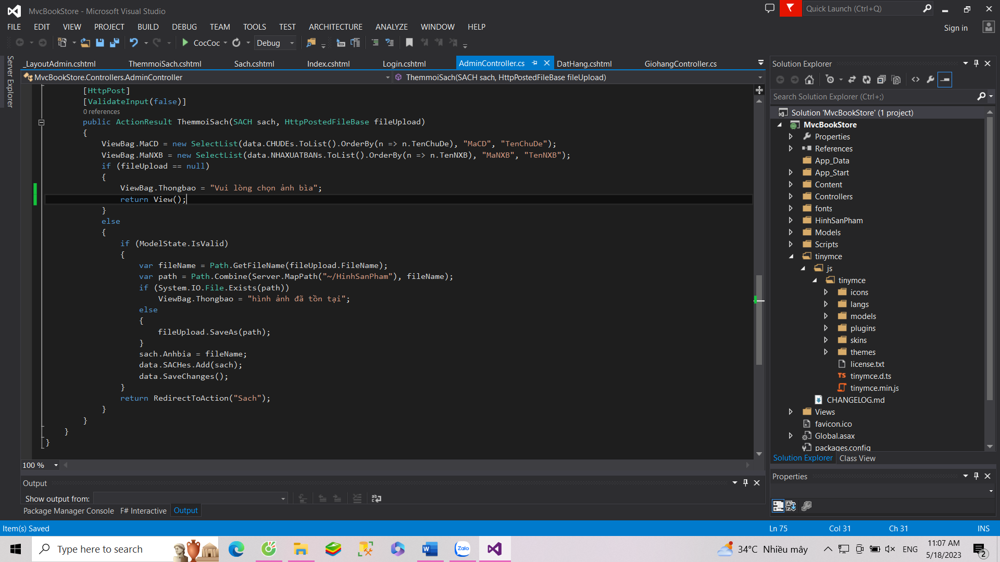 MvcBookStore - Microsoft Visual Studio
Quick Launch (Ctrl+Q)
FILE EDIT VIEW PROJECT BUILD DEBUG TEAM TOOLS TEST ARCHITECTURE ANALYZE WINDOW HELP
Sign in
CocCoc Debug
Server Explorer
_LayoutAdmin.cshtml ThemmoiSach.cshtml Sach.cshtml Index.cshtml Login.cshtml AdminController.cs DatHang.cshtml GiohangController.cs
MvcBookStore.Controllers.AdminController ThemmoiSach(SACH sach, HttpPostedFileBase fileUpload)
[HttpPost]
[ValidateInput(false)]
0 references
public ActionResult ThemmoiSach(SACH sach, HttpPostedFileBase fileUpload)
{
ViewBag.MaCD = new SelectList(data.CHUDEs.ToList().OrderBy(n => n.TenChuDe), "MaCD", "TenChuDe");
ViewBag.MaNXB = new SelectList(data.NHAXUATBANs.ToList().OrderBy(n => n.TenNXB), "MaNXB", "TenNXB");
if (fileUpload == null)
{
ViewBag.Thongbao = "Vui lòng chọn ảnh bìa";
return View();
}
else
{
if (ModelState.IsValid)
{
var fileName = Path.GetFileName(fileUpload.FileName);
var path = Path.Combine(Server.MapPath("~/HinhSanPham"), fileName);
if (System.IO.File.Exists(path))
ViewBag.Thongbao = "hình ảnh đã tồn tại";
else
{
fileUpload.SaveAs(path);
}
sach.Anhbia = fileName;
data.SACHes.Add(sach);
data.SaveChanges();
}
return RedirectToAction("Sach");
}
}
}
}
100 %
Output
Show output from:
Package Manager Console F# Interactive Output
Solution Explorer
Search Solution Explorer (Ctrl+;)
Solution 'MvcBookStore' (1 project)
MvcBookStore
Properties
References
App_Data
App_Start
Content
Controllers
fonts
HinhSanPham
Models
Scripts
tinymce
js
tinymce
icons
langs
models
plugins
skins
themes
license.txt
TS tinymce.d.ts
tinymce.min.js
CHANGELOG.md
Views
favicon.ico
Global.asax
packages.config
Solution Explorer Class View
Properties
Item(s) Saved Ln 75 Col 31 Ch 31 INS
Type here to search
Zalo
34°C Nhiều mây
ENG
11:07 AM
5/18/2023
2